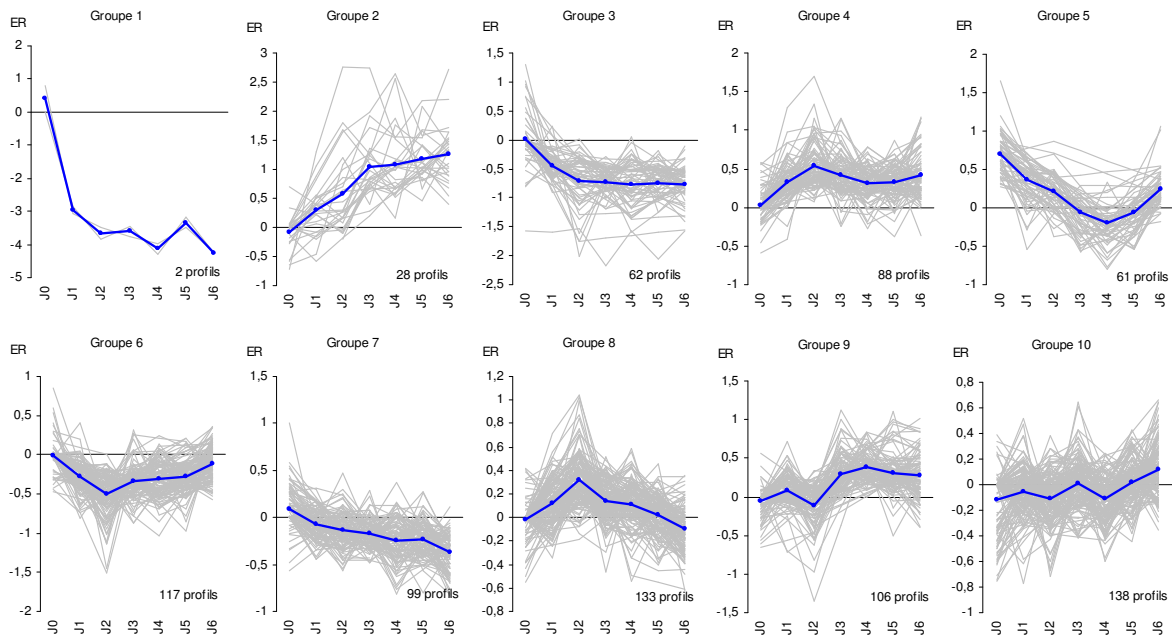 Groupe 1
ER
2
1
0
-1
-2
-3
-4
-5
2 profils
J0 J1 J2 J3 J4 J5 J6
Groupe 2
ER
3
2,5
2
1,5
1
0,5
0
-0,5
-1
28 profils
J0 J1 J2 J3 J4 J5 J6
Groupe 3
ER
1,5
1
0,5
0
-0,5
-1
-1,5
-2
-2,5
62 profils
J0 J1 J2 J3 J4 J5 J6
Groupe 4
ER
2
1,5
1
0,5
0
-0,5
-1
88 profils
J0 J1 J2 J3 J4 J5 J6
Groupe 5
ER
2
1,5
1
0,5
0
-0,5
-1
61 profils
J0 J1 J2 J3 J4 J5 J6
Groupe 6
ER
1
0,5
0
-0,5
-1
-1,5
-2
117 profils
J0 J1 J2 J3 J4 J5 J6
Groupe 7
ER
1,5
1
0,5
0
-0,5
-1
99 profils
J0 J1 J2 J3 J4 J5 J6
Groupe 8
ER
1,2
1
0,8
0,6
0,4
0,2
0
-0,2
-0,4
-0,6
-0,8
133 profils
J0 J1 J2 J3 J4 J5 J6
Groupe 9
ER
1,5
1
0,5
0
-0,5
-1
-1,5
106 profils
J0 J1 J2 J3 J4 J5 J6
Groupe 10
ER
0,8
0,6
0,4
0,2
0
-0,2
-0,4
-0,6
-0,8
-1
138 profils
J0 J1 J2 J3 J4 J5 J6